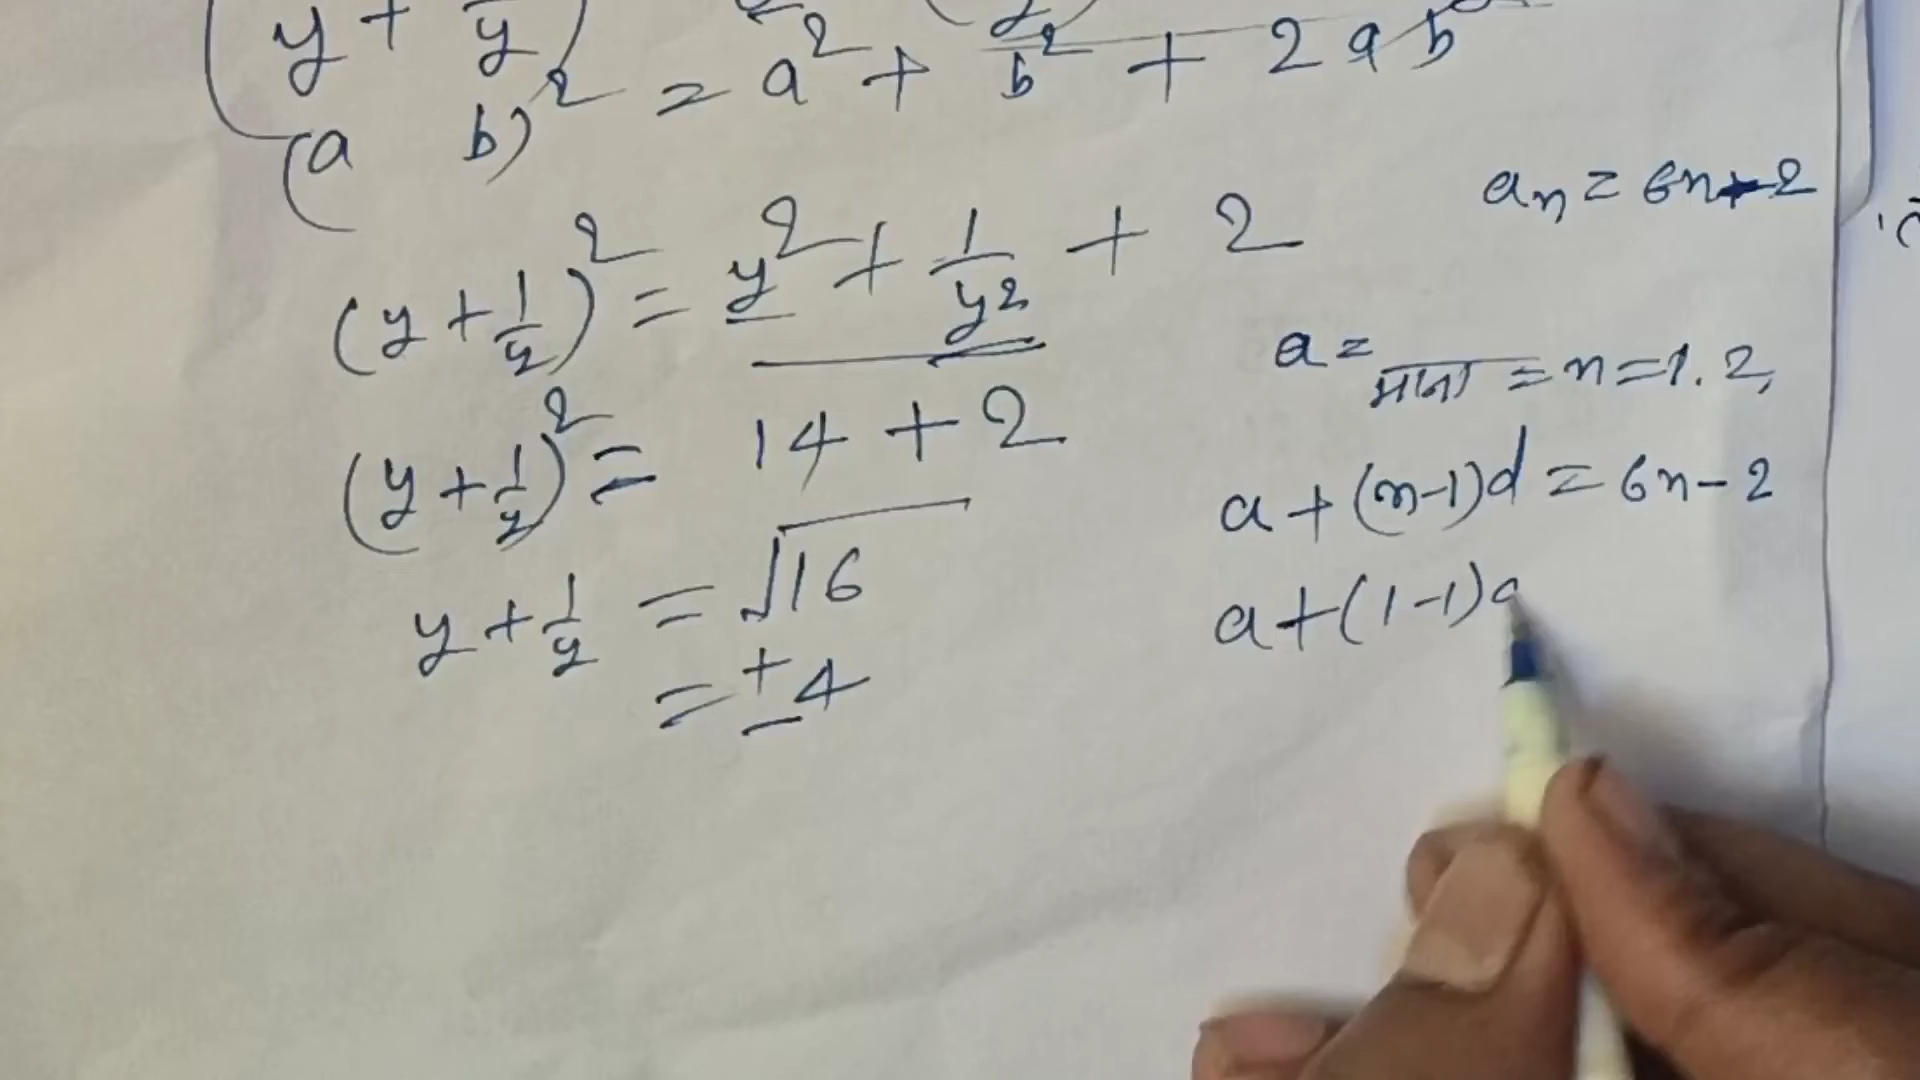 (y + 1/y)
(a b)² = a² + b² + 2ab
(y + 1/y)² = y² + 1/y² + 2
(y + 1/y)² = 14 + 2
y + 1/y = √16
= ± 4
aₙ = 6n - 2
a =
= n = 1. 2,
a + (n-1)d = 6n - 2
a + (1-1)